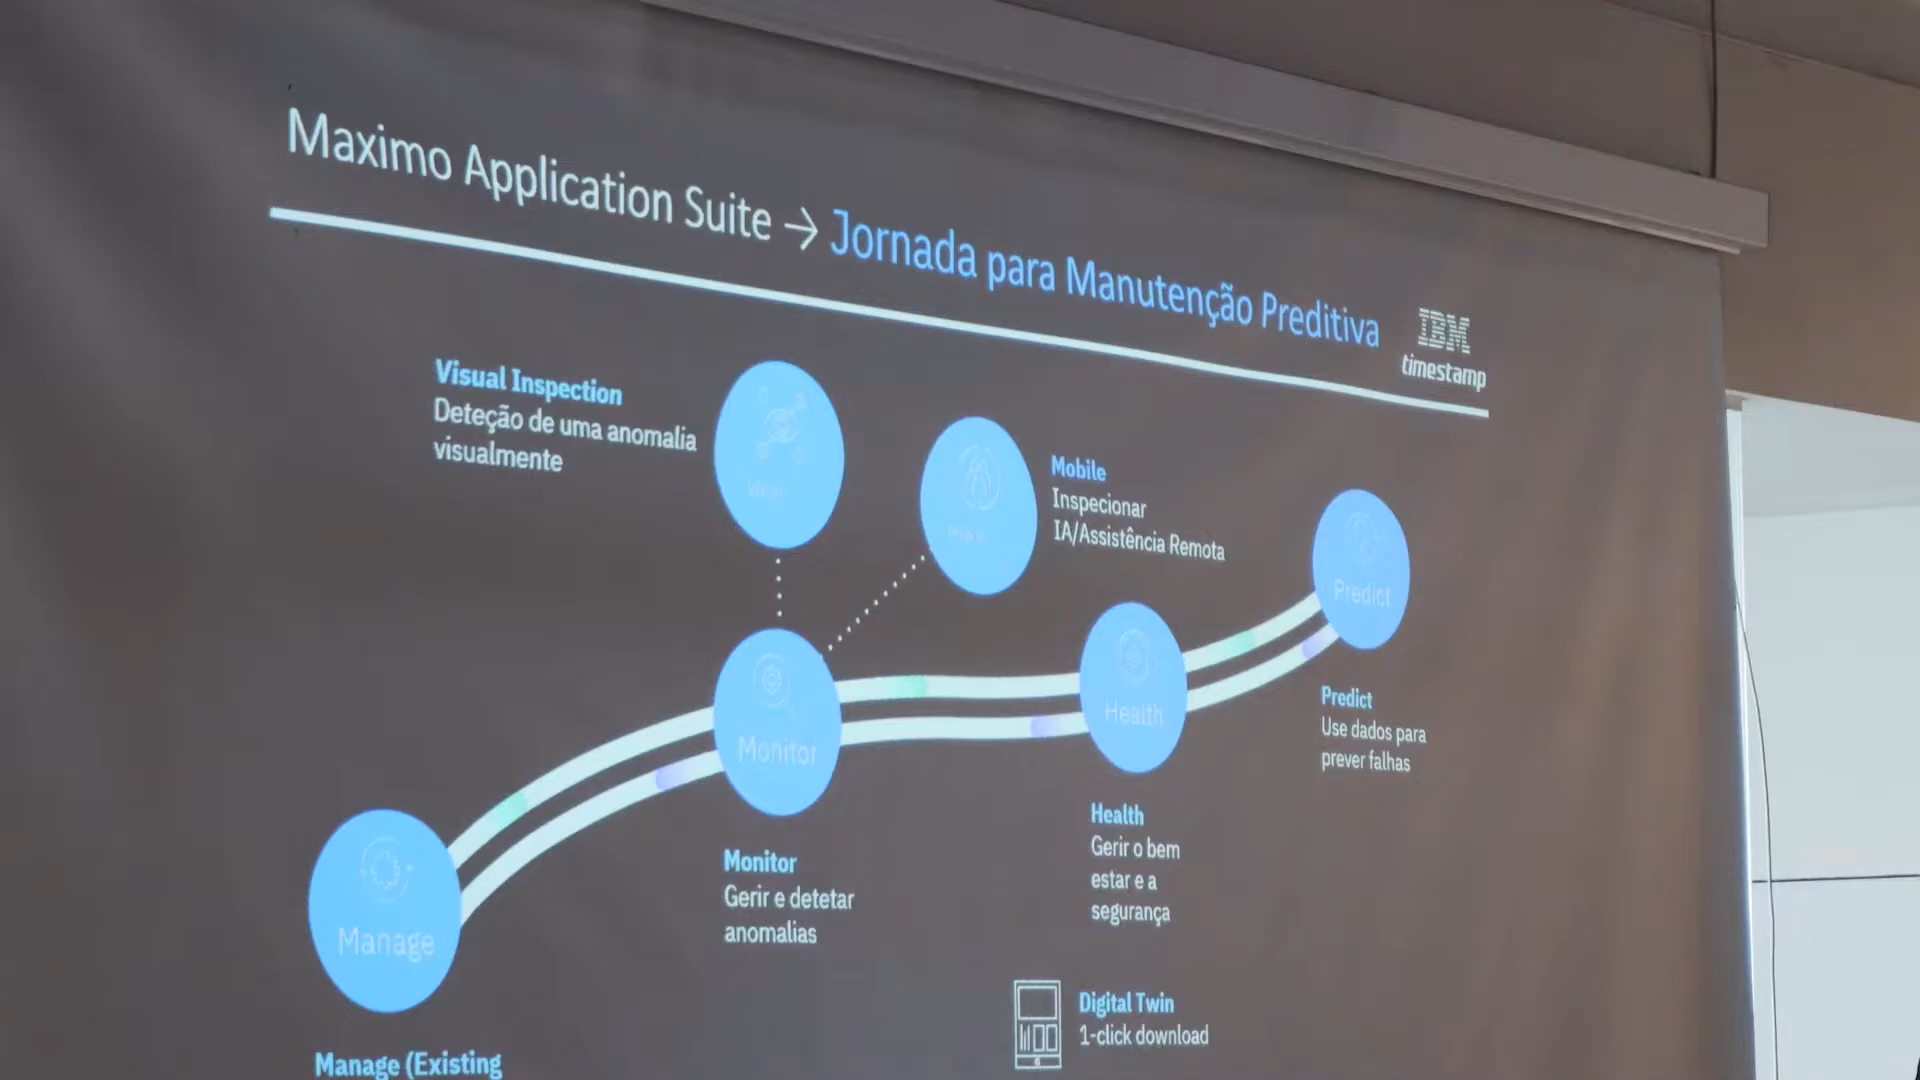 Maximo Application Suite → Jornada para Manutenção Preditiva
IBM
timestamp
Visual Inspection
Deteção de uma anomalia
visualmente
Visual
Mobile
Mobile
Inspecionar
IA/Assistência Remota
Predict
Predict
Use dados para
prever falhas
Health
Health
Gerir o bem
estar e a
segurança
Monitor
Monitor
Gerir e detetar
anomalias
Manage
Manage (Existing
Digital Twin
1-click download